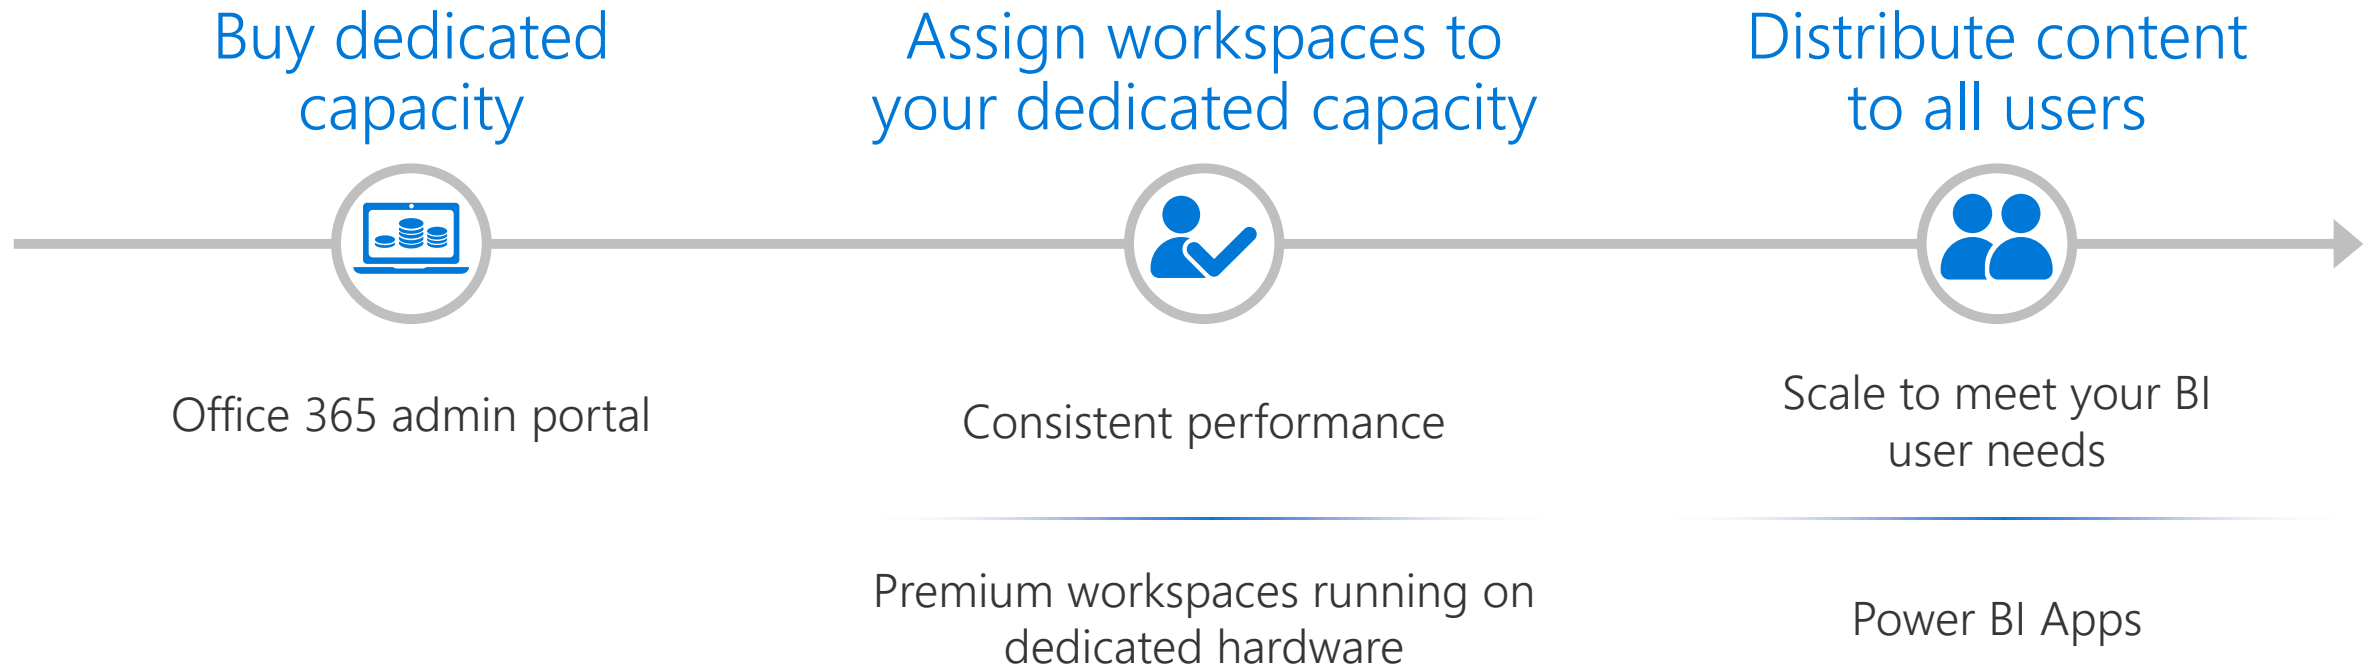 Buy dedicated
capacity
Assign workspaces to
your dedicated capacity
Distribute content
to all users
Office 365 admin portal
Consistent performance
Scale to meet your BI
user needs
Premium workspaces running on
dedicated hardware
Power BI Apps